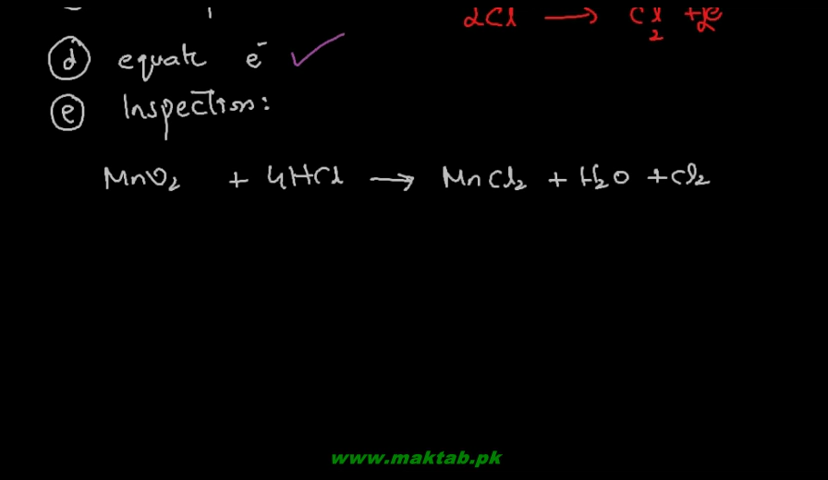 2Cl → Cl2 + 2e
(d) equate e⁻ ✓
(e) Inspection:
MnO2 + 4HCl → MnCl2 + H2O + Cl2
www.maktab.pk